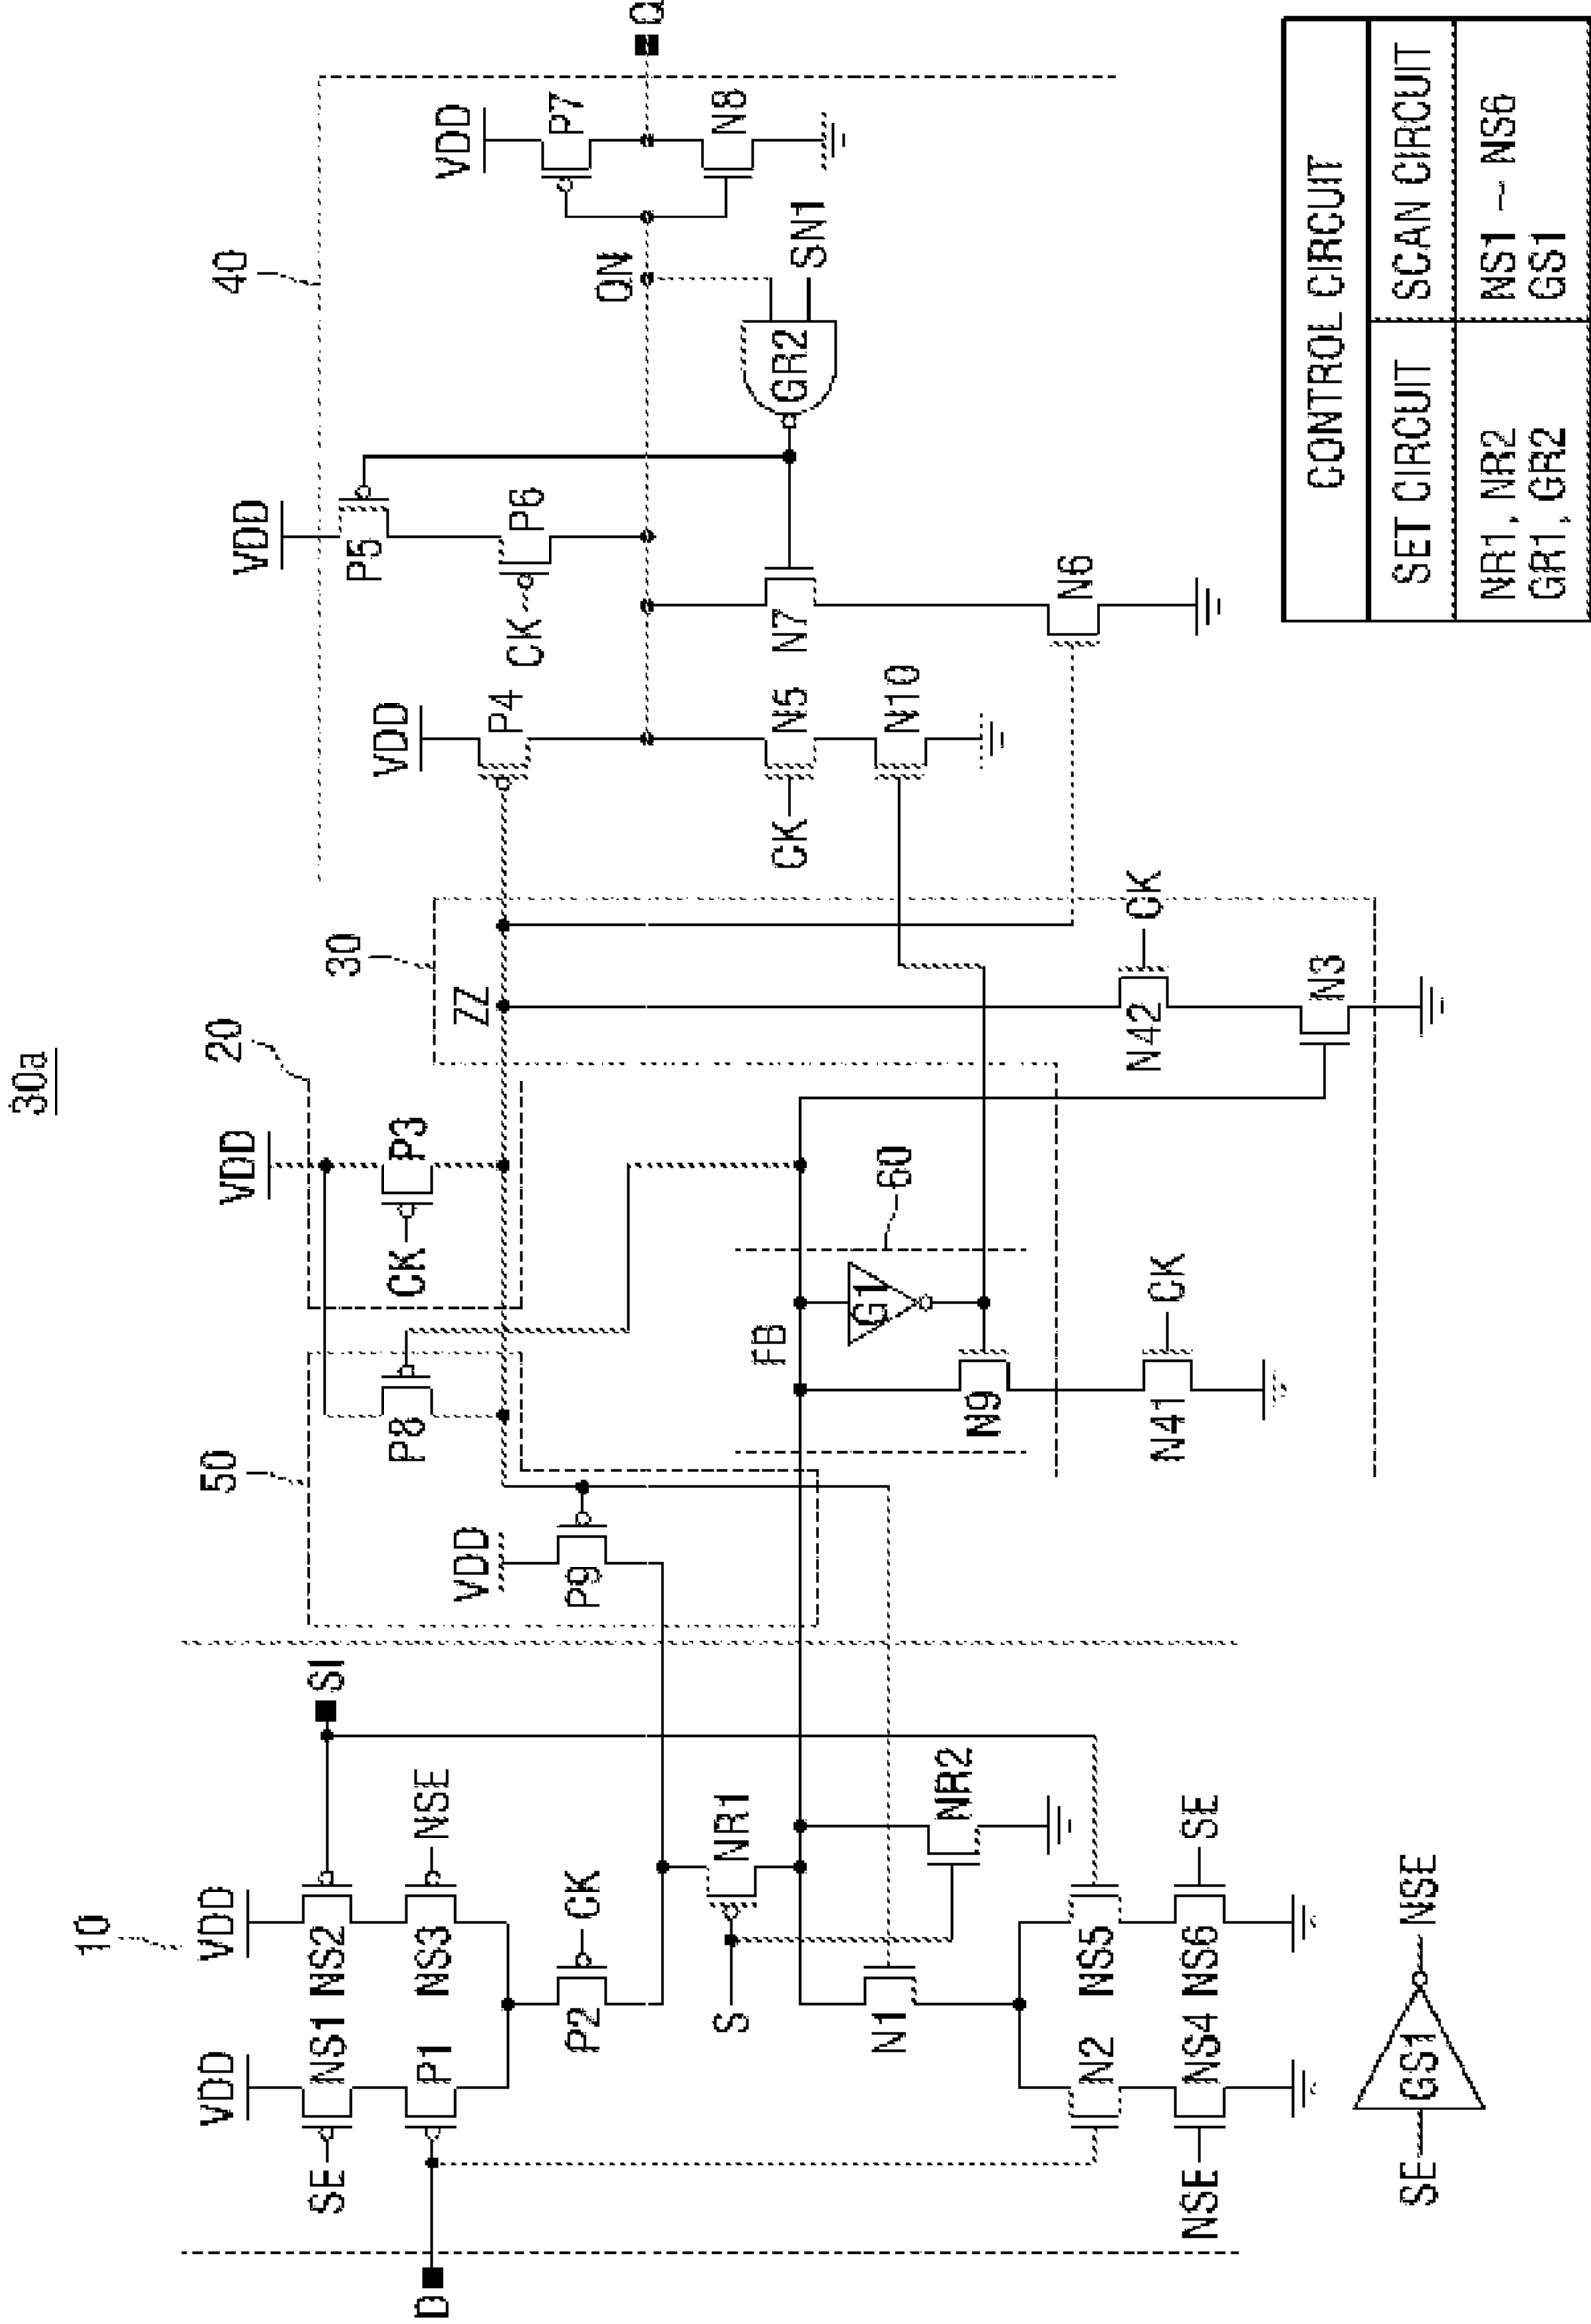 30a
10
50
20
30
40
VDD
VDD
SI
SE
NS1
NS2
D
P1
NS3
NSE
P2
CK
S
NR1
NR2
N1
N2
NS5
NSE
NS4
NS6
SE
SE
GS1
NSE
VDD
P9
P8
VDD
CK
P3
FB
G1
60
N9
N41
CK
ZZ
N42
CK
N3
VDD
P4
CK
N5
N10
VDD
P5
CK
P6
N7
N6
QN
GR2
SN1
VDD
P7
N8
Q
CONTROL CIRCUIT
SET CIRCUIT
SCAN CIRCUIT
NR1, NR2
GR1, GR2
NS1 ~ NS6
GS1